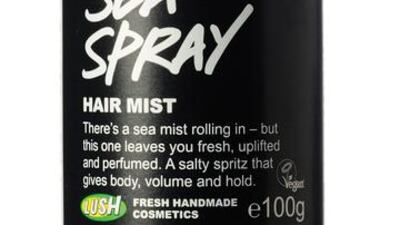 SEA
SPRAY
HAIR MIST
There's a sea mist rolling in – but
this one leaves you fresh, uplifted
and perfumed. A salty spritz that
gives body, volume and hold.
Vegan
LUSH FRESH HANDMADE
COSMETICS
℮100g